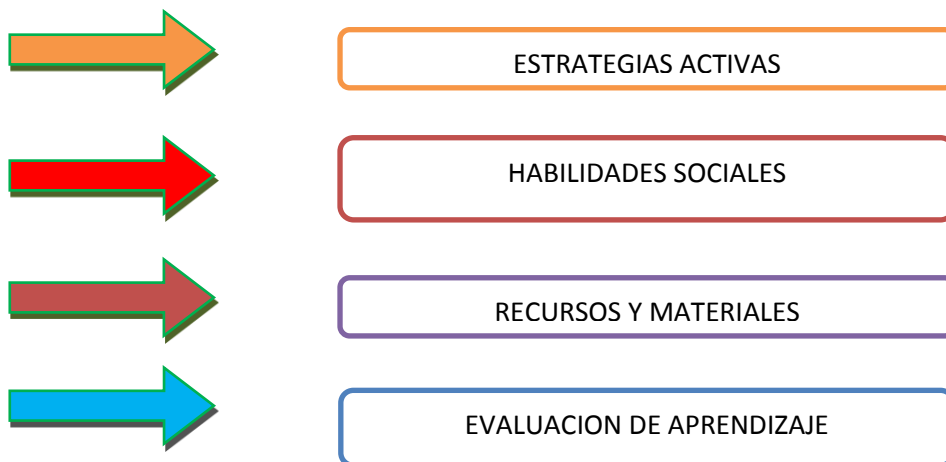 ESTRATEGIAS ACTIVAS
HABILIDADES SOCIALES
RECURSOS Y MATERIALES
EVALUACION DE APRENDIZAJE